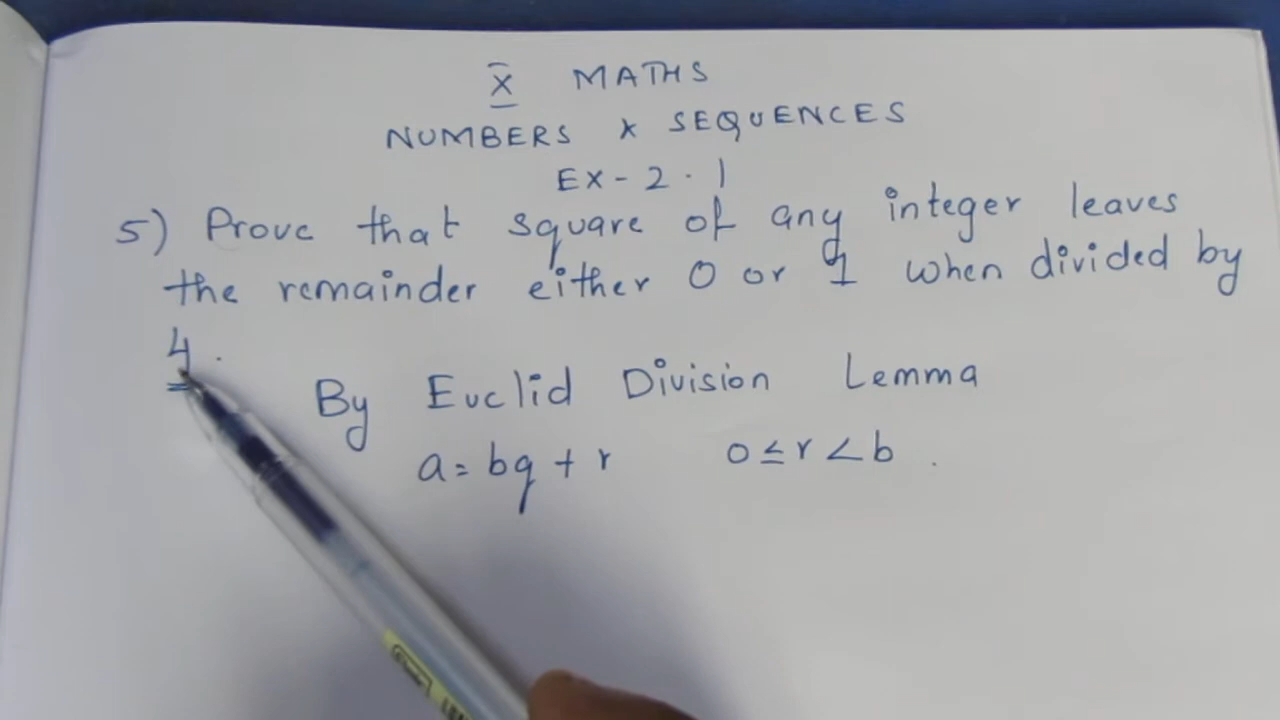 X MATHS
NUMBERS & SEQUENCES
EX-2.1
5) Prove that square of any integer leaves
the remainder either 0 or 1 when divided by
4.
By Euclid Division Lemma
a = bq + r 0 ≤ r < b .